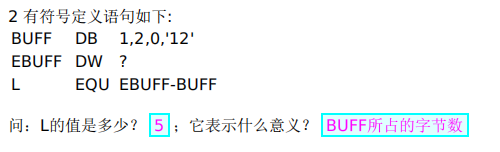 2 有符号定义语句如下:
BUFF DB 1,2,0,'12'
EBUFF DW ?
L EQU EBUFF-BUFF
问：L的值是多少？ 5 ；它表示什么意义？ BUFF所占的字节数